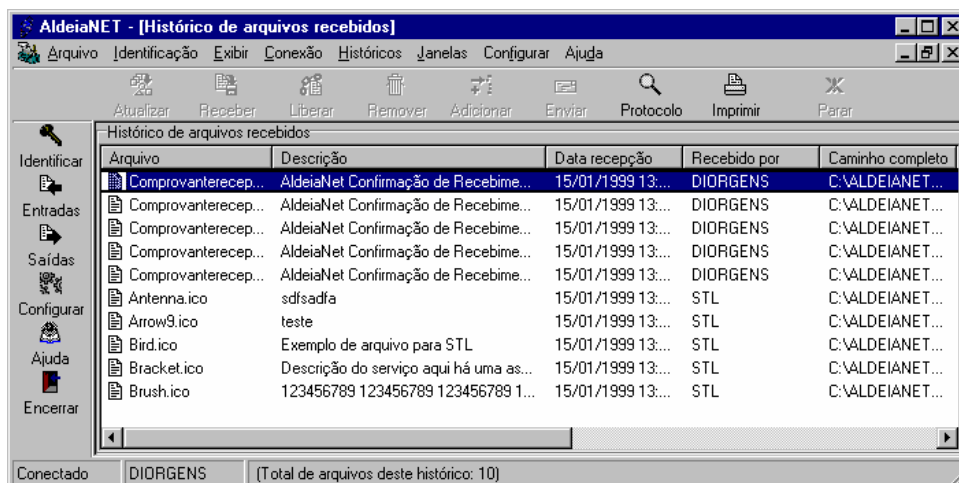 AldeiaNET - [Histórico de arquivos recebidos]
Arquivo Identificação Exibir Conexão Históricos Janelas Configurar Ajuda
Atualizar Receber Liberar Remover Adicionar Enviar Protocolo Imprimir Parar
Identificar
Entradas
Saídas
Configurar
Ajuda
Encerrar
Histórico de arquivos recebidos
Arquivo Descrição Data recepção Recebido por Caminho completo
Comprovanterecep... AldeiaNet Confirmação de Recebime... 15/01/1999 13:... DIORGENS C:\ALDEIANET...
Comprovanterecep... AldeiaNet Confirmação de Recebime... 15/01/1999 13:... DIORGENS C:\ALDEIANET...
Comprovanterecep... AldeiaNet Confirmação de Recebime... 15/01/1999 13:... DIORGENS C:\ALDEIANET...
Comprovanterecep... AldeiaNet Confirmação de Recebime... 15/01/1999 13:... DIORGENS C:\ALDEIANET...
Comprovanterecep... AldeiaNet Confirmação de Recebime... 15/01/1999 13:... DIORGENS C:\ALDEIANET...
Antenna.ico sdfsadfa 15/01/1999 13:... STL C:\ALDEIANET...
Arrow9.ico teste 15/01/1999 13:... STL C:\ALDEIANET...
Bird.ico Exemplo de arquivo para STL 15/01/1999 13:... STL C:\ALDEIANET...
Bracket.ico Descrição do serviço aqui há uma as... 15/01/1999 13:... STL C:\ALDEIANET...
Brush.ico 123456789 123456789 123456789 1... 15/01/1999 13:... STL C:\ALDEIANET...
Conectado DIORGENS (Total de arquivos deste histórico: 10)